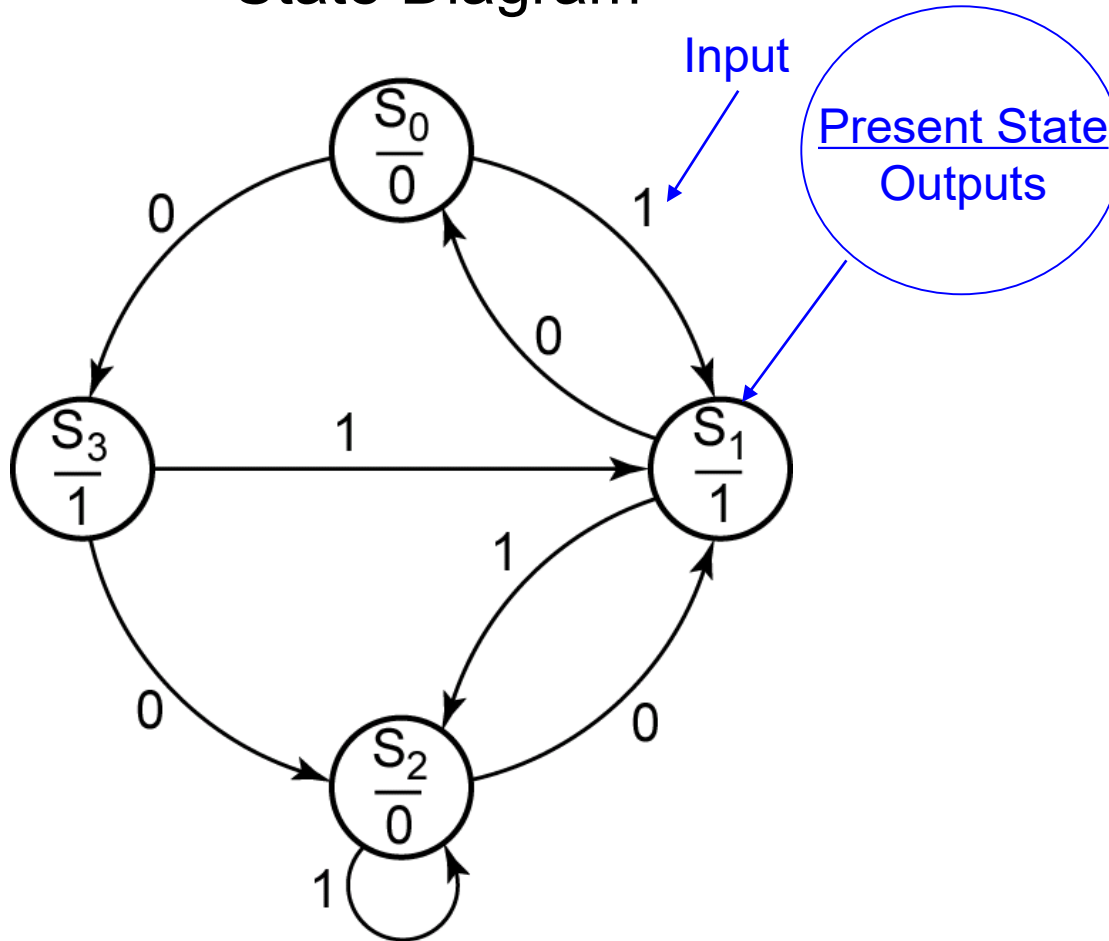 State Diagram
Input
Present State
Outputs
S₀
0
0
1
0
S₃
1
1
S₁
1
1
0
0
S₂
0
1